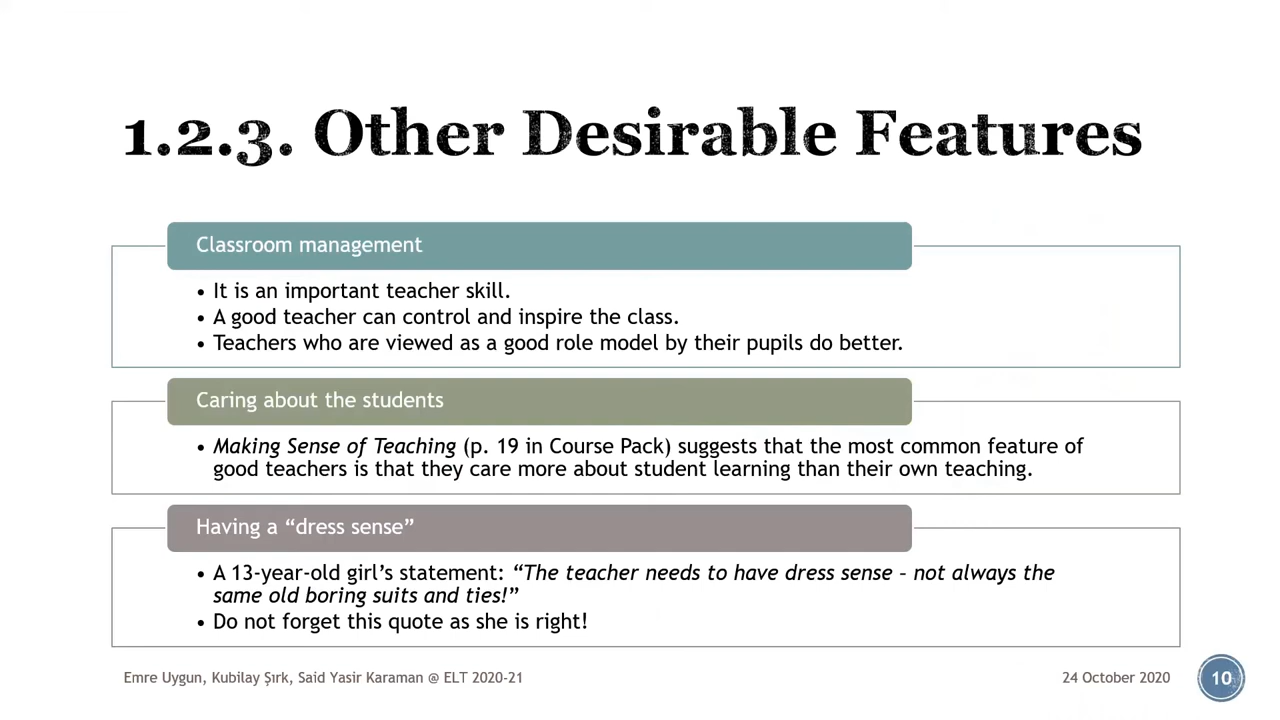 1.2.3. Other Desirable Features
Classroom management
• It is an important teacher skill.
• A good teacher can control and inspire the class.
• Teachers who are viewed as a good role model by their pupils do better.
Caring about the students
• Making Sense of Teaching (p. 19 in Course Pack) suggests that the most common feature of
good teachers is that they care more about student learning than their own teaching.
Having a “dress sense”
• A 13-year-old girl’s statement: “The teacher needs to have dress sense – not always the
same old boring suits and ties!”
• Do not forget this quote as she is right!
Emre Uygun, Kubilay Şırk, Said Yasir Karaman @ ELT 2020-21
24 October 2020
10